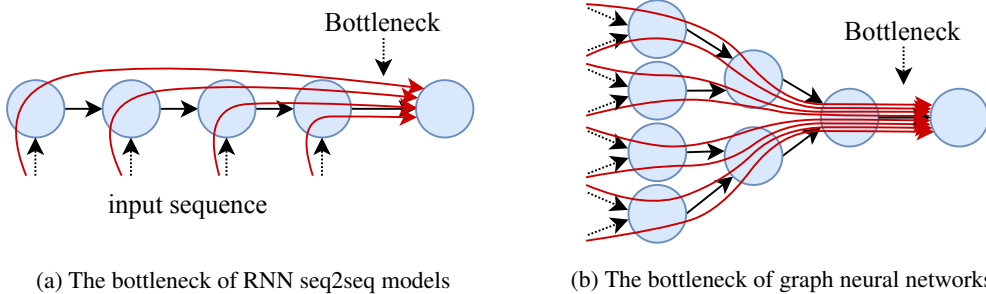 Bottleneck
input sequence
(a) The bottleneck of RNN seq2seq models
Bottleneck
(b) The bottleneck of graph neural networks